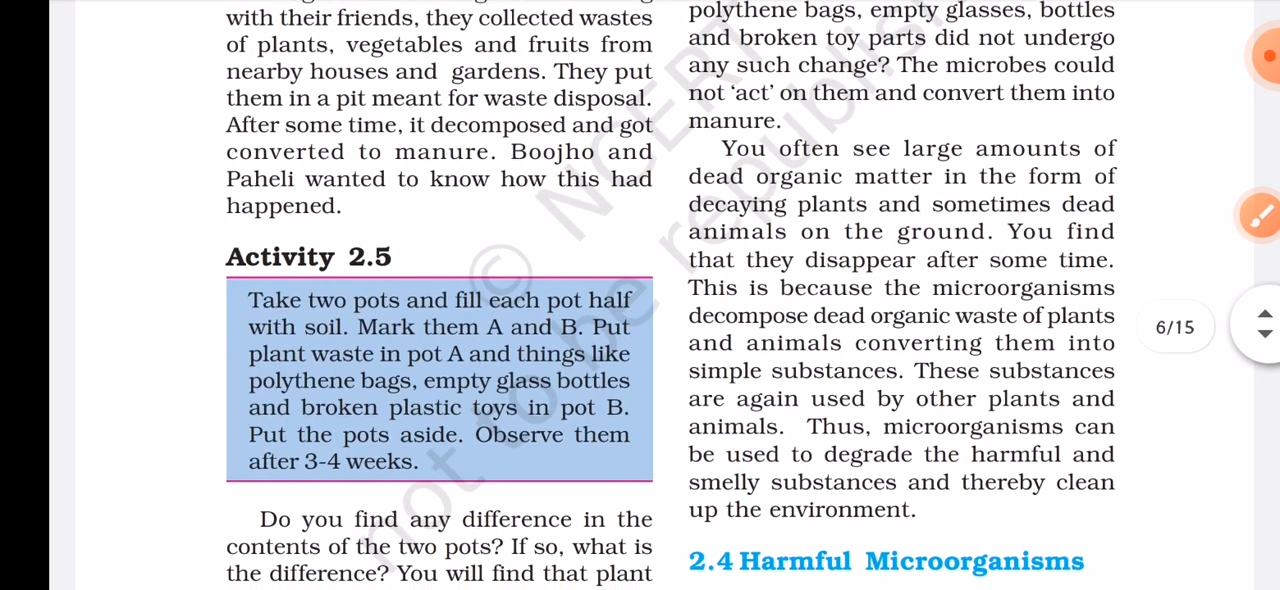 with their friends, they collected wastes
of plants, vegetables and fruits from
nearby houses and gardens. They put
them in a pit meant for waste disposal.
After some time, it decomposed and got
converted to manure. Boojho and
Paheli wanted to know how this had
happened.
Activity 2.5
Take two pots and fill each pot half
with soil. Mark them A and B. Put
plant waste in pot A and things like
polythene bags, empty glass bottles
and broken plastic toys in pot B.
Put the pots aside. Observe them
after 3-4 weeks.
Do you find any difference in the
contents of the two pots? If so, what is
the difference? You will find that plant
polythene bags, empty glasses, bottles
and broken toy parts did not undergo
any such change? The microbes could
not ‘act’ on them and convert them into
manure.
You often see large amounts of
dead organic matter in the form of
decaying plants and sometimes dead
animals on the ground. You find
that they disappear after some time.
This is because the microorganisms
decompose dead organic waste of plants
and animals converting them into
simple substances. These substances
are again used by other plants and
animals. Thus, microorganisms can
be used to degrade the harmful and
smelly substances and thereby clean
up the environment.
2.4 Harmful Microorganisms
6/15
© NCERT
not to be republis